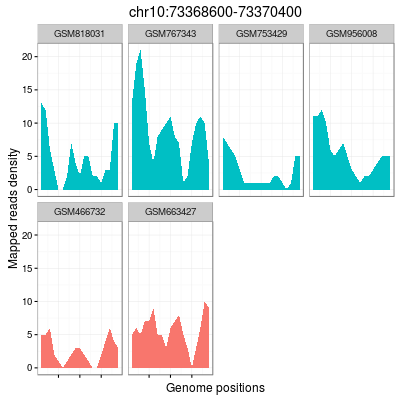 chr10:73368600-73370400
GSM818031 GSM767343 GSM753429 GSM956008
20
15
10
5
0
GSM466732 GSM663427
20
15
10
5
0
Mapped reads density
Genome positions